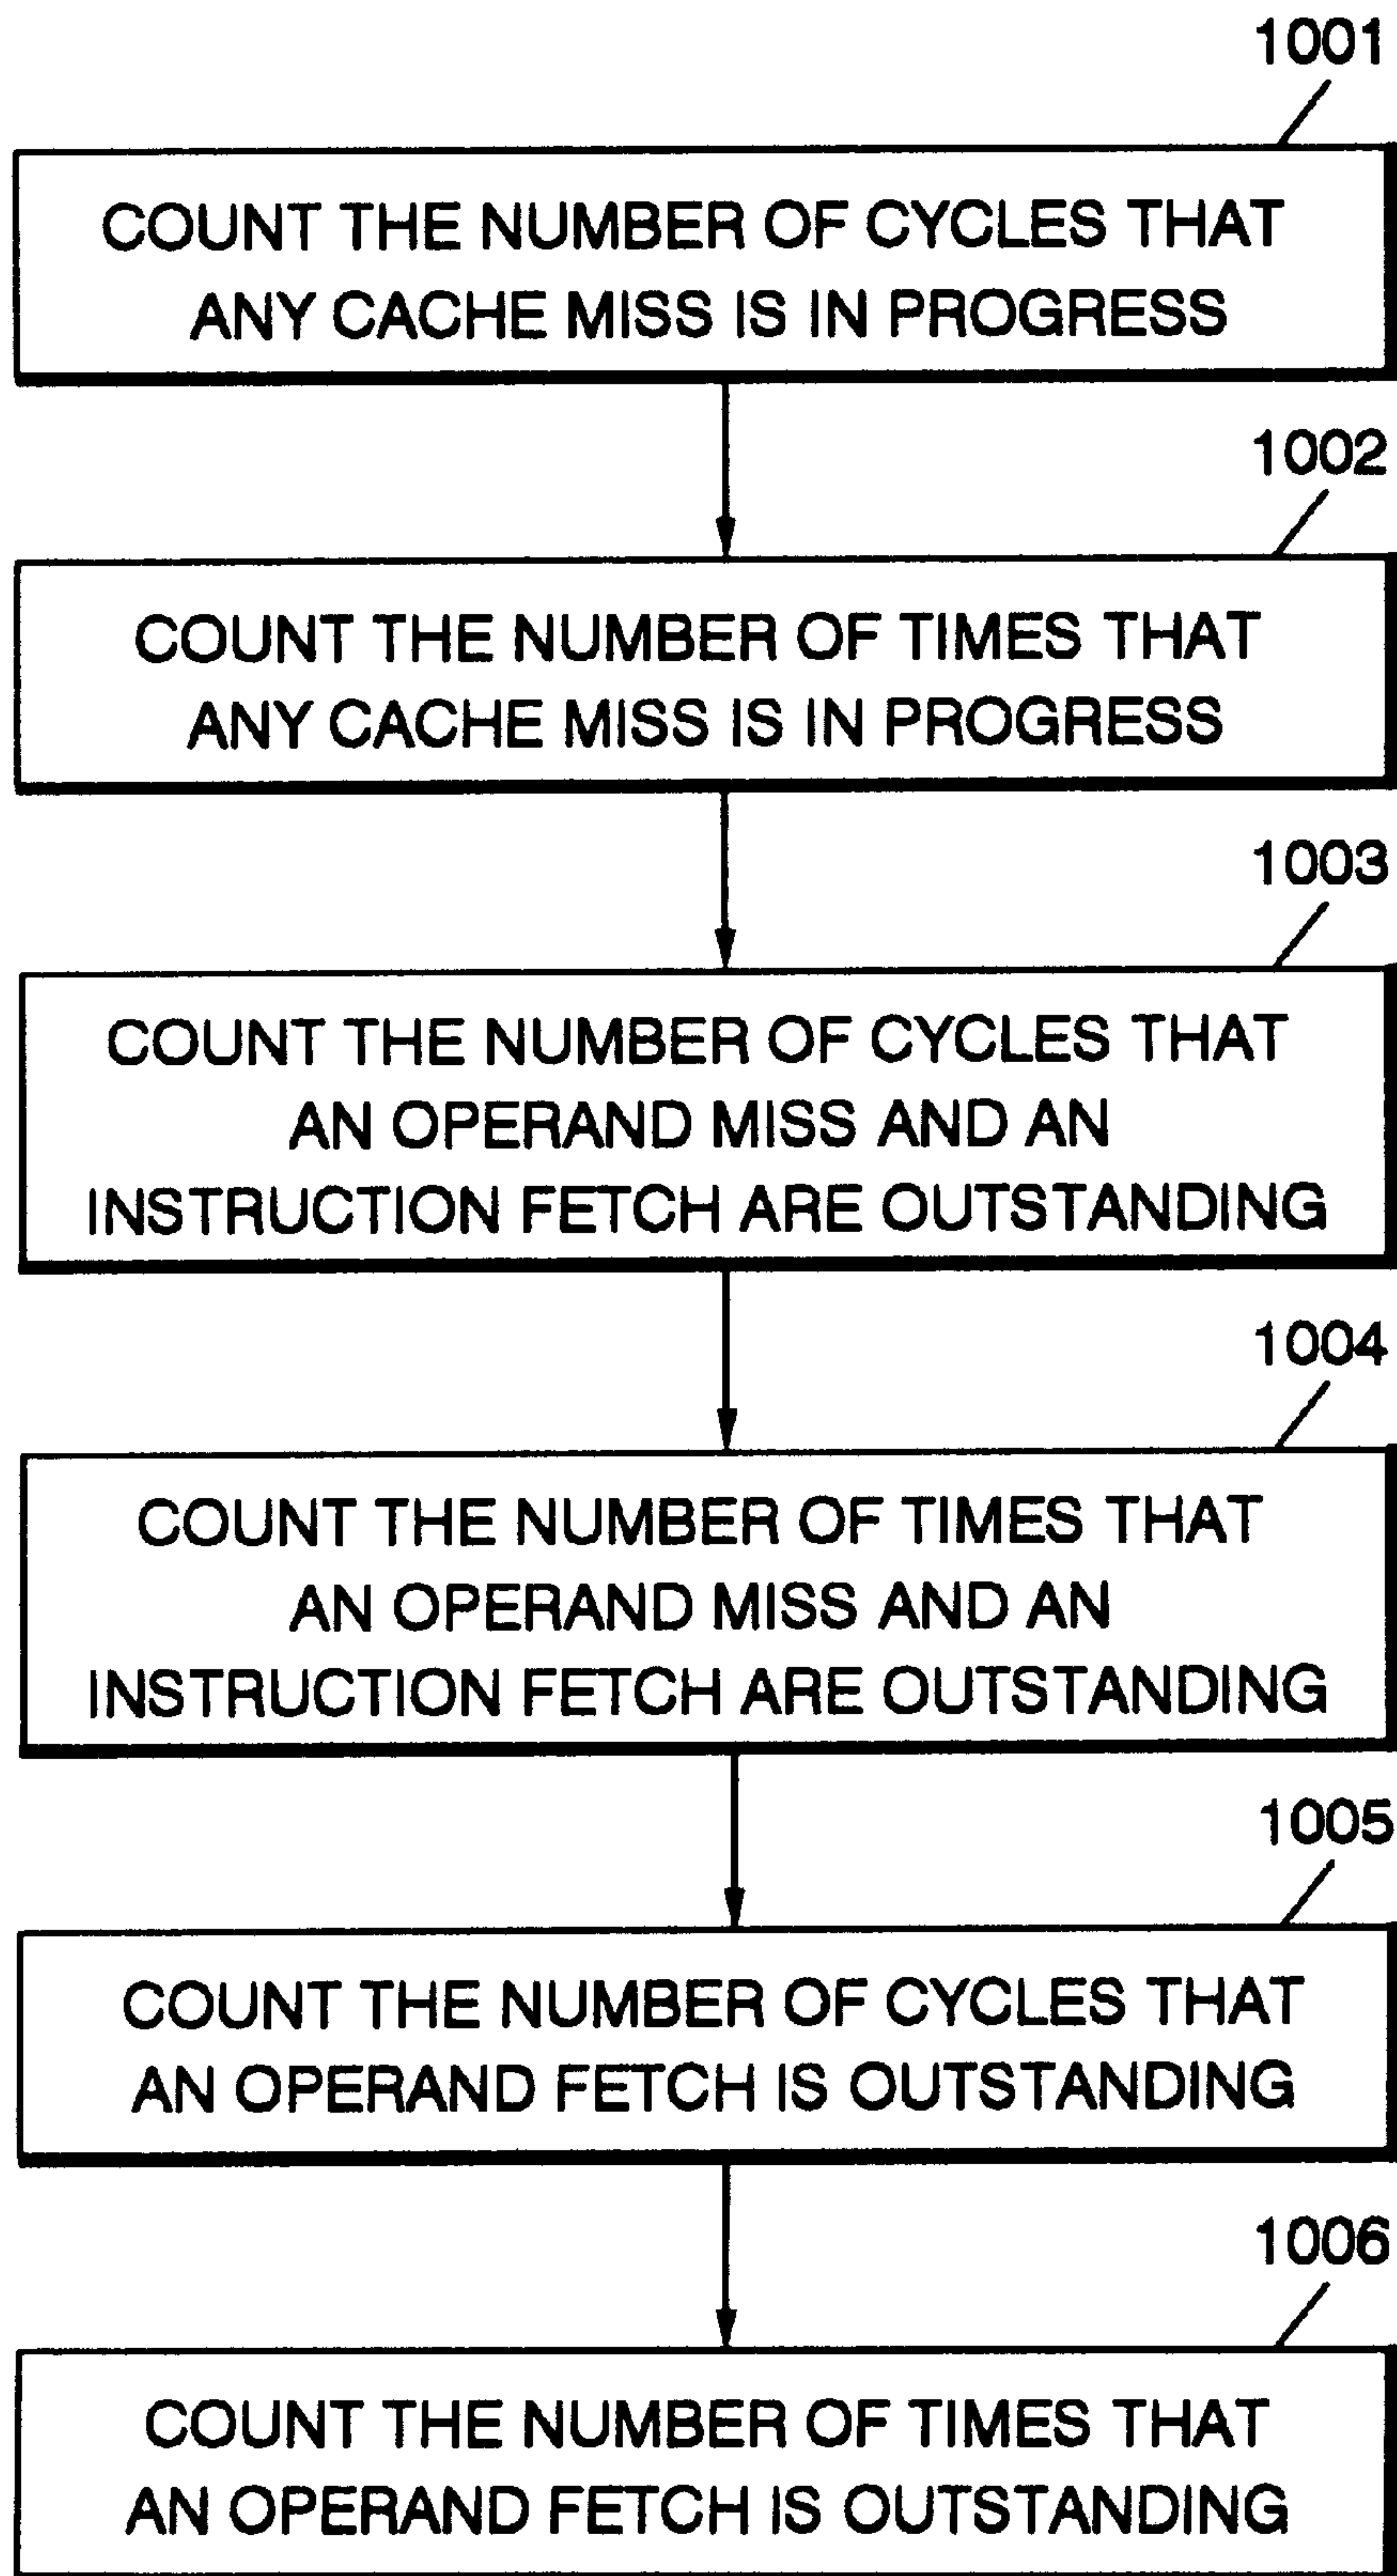 1001
COUNT THE NUMBER OF CYCLES THAT
ANY CACHE MISS IS IN PROGRESS
1002
COUNT THE NUMBER OF TIMES THAT
ANY CACHE MISS IS IN PROGRESS
1003
COUNT THE NUMBER OF CYCLES THAT
AN OPERAND MISS AND AN
INSTRUCTION FETCH ARE OUTSTANDING
1004
COUNT THE NUMBER OF TIMES THAT
AN OPERAND MISS AND AN
INSTRUCTION FETCH ARE OUTSTANDING
1005
COUNT THE NUMBER OF CYCLES THAT
AN OPERAND FETCH IS OUTSTANDING
1006
COUNT THE NUMBER OF TIMES THAT
AN OPERAND FETCH IS OUTSTANDING